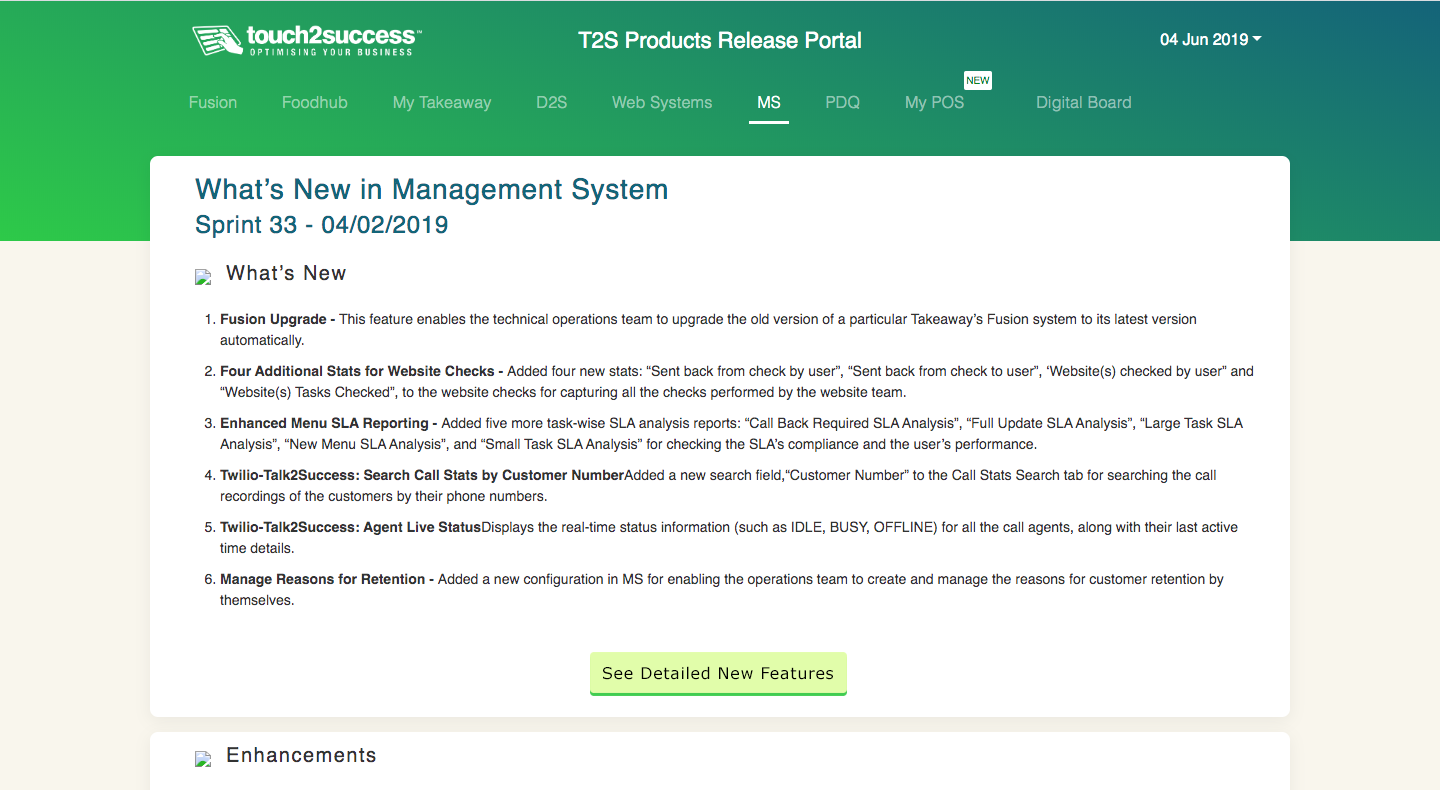 touch2success™
OPTIMISING YOUR BUSINESS
T2S Products Release Portal
04 Jun 2019
NEW
Fusion Foodhub My Takeaway D2S Web Systems MS PDQ My POS Digital Board
What’s New in Management System
Sprint 33 - 04/02/2019
What’s New
1. Fusion Upgrade - This feature enables the technical operations team to upgrade the old version of a particular Takeaway’s Fusion system to its latest version
automatically.
2. Four Additional Stats for Website Checks - Added four new stats: “Sent back from check by user”, “Sent back from check to user”, ‘Website(s) checked by user” and
“Website(s) Tasks Checked”, to the website checks for capturing all the checks performed by the website team.
3. Enhanced Menu SLA Reporting - Added five more task-wise SLA analysis reports: “Call Back Required SLA Analysis”, “Full Update SLA Analysis”, “Large Task SLA
Analysis”, “New Menu SLA Analysis”, and “Small Task SLA Analysis” for checking the SLA’s compliance and the user’s performance.
4. Twilio-Talk2Success: Search Call Stats by Customer NumberAdded a new search field,“Customer Number” to the Call Stats Search tab for searching the call
recordings of the customers by their phone numbers.
5. Twilio-Talk2Success: Agent Live StatusDisplays the real-time status information (such as IDLE, BUSY, OFFLINE) for all the call agents, along with their last active
time details.
6. Manage Reasons for Retention - Added a new configuration in MS for enabling the operations team to create and manage the reasons for customer retention by
themselves.
See Detailed New Features
Enhancements